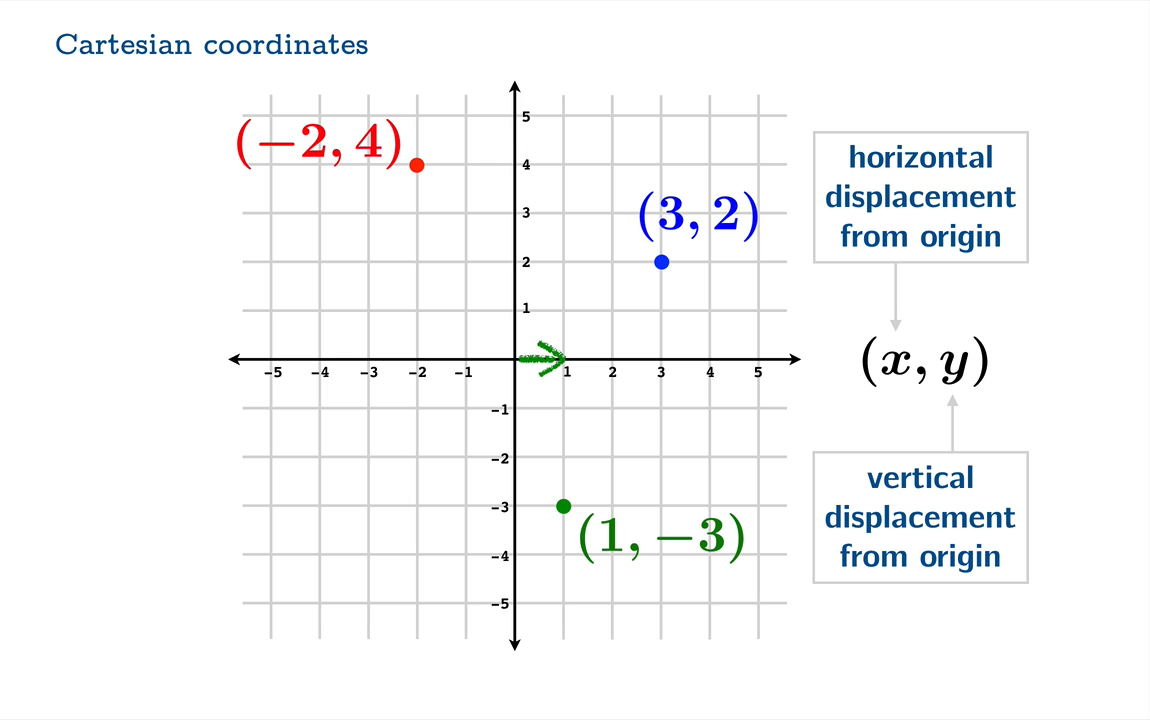 Cartesian coordinates
(−2, 4)
(3, 2)
(1, −3)
5
4
3
2
1
−5 −4 −3 −2 −1 1 2 3 4 5
−1
−2
−3
−4
−5
horizontal
displacement
from origin
(x, y)
vertical
displacement
from origin